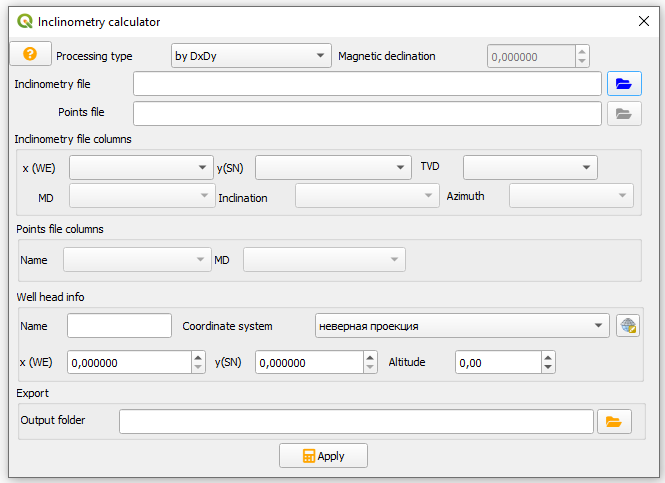 Inclinometry calculator
? Processing type by DxDy Magnetic declination 0,000000
Inclinometry file
Points file
Inclinometry file columns
x (WE) y(SN) TVD
MD Inclination Azimuth
Points file columns
Name MD
Well head info
Name Coordinate system неверная проекция
x (WE) 0,000000 y(SN) 0,000000 Altitude 0,00
Export
Output folder
Apply